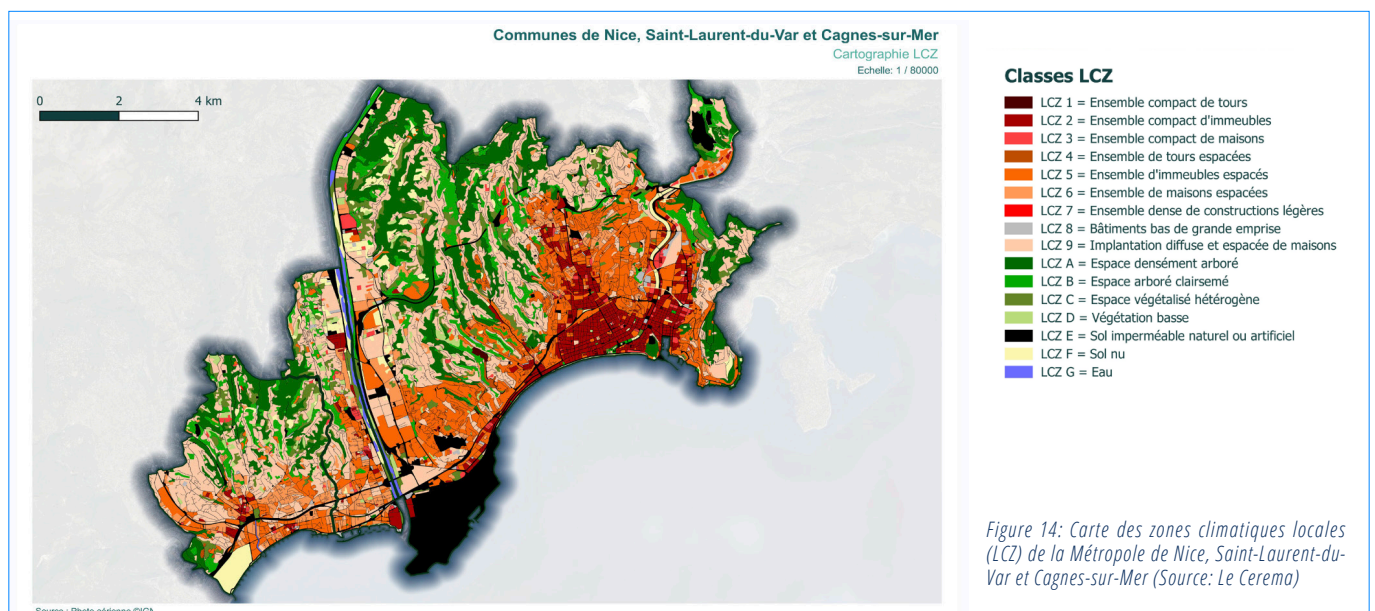 Communes de Nice, Saint-Laurent-du-Var et Cagnes-sur-Mer
Cartographie LCZ
Echelle: 1 / 80000
0 2 4 km
Classes LCZ
LCZ 1 = Ensemble compact de tours
LCZ 2 = Ensemble compact d'immeubles
LCZ 3 = Ensemble compact de maisons
LCZ 4 = Ensemble de tours espacées
LCZ 5 = Ensemble d'immeubles espacés
LCZ 6 = Ensemble de maisons espacées
LCZ 7 = Ensemble dense de constructions légères
LCZ 8 = Bâtiments bas de grande emprise
LCZ 9 = Implantation diffuse et espacée de maisons
LCZ A = Espace densément arboré
LCZ B = Espace arboré clairsemé
LCZ C = Espace végétalisé hétérogène
LCZ D = Végétation basse
LCZ E = Sol imperméable naturel ou artificiel
LCZ F = Sol nu
LCZ G = Eau
Figure 14: Carte des zones climatiques locales
(LCZ) de la Métropole de Nice, Saint-Laurent-du-
Var et Cagnes-sur-Mer (Source: Le Cerema)
Source : Photo aérienne ©IGN